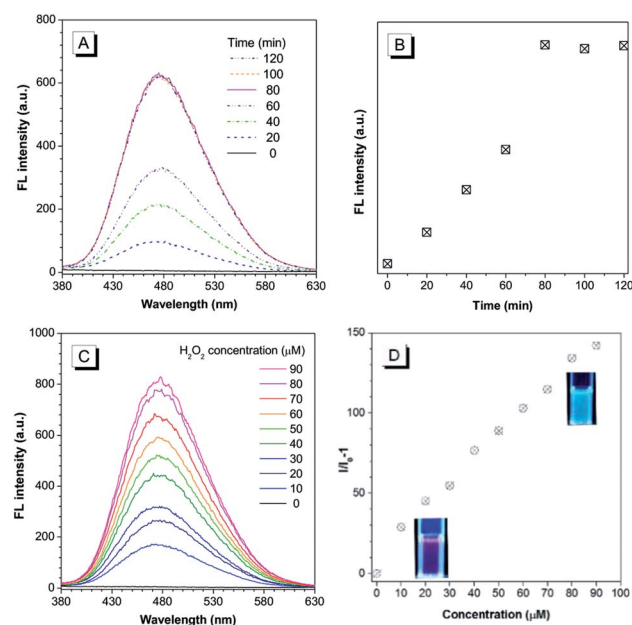 A
Time (min)
120
100
80
60
40
20
0
800
600
400
200
0
FL intensity (a.u.)
380 430 480 530 580 630
Wavelength (nm)
B
FL intensity (a.u.)
0 20 40 60 80 100 120
Time (min)
C
H₂O₂ concentration (μM)
90
80
70
60
50
40
30
20
10
0
1000
800
600
400
200
0
FL intensity (a.u.)
380 430 480 530 580 630
Wavelength (nm)
D
150
100
50
0
I/I₀-1
0 10 20 30 40 50 60 70 80 90 100
Concentration (μM)